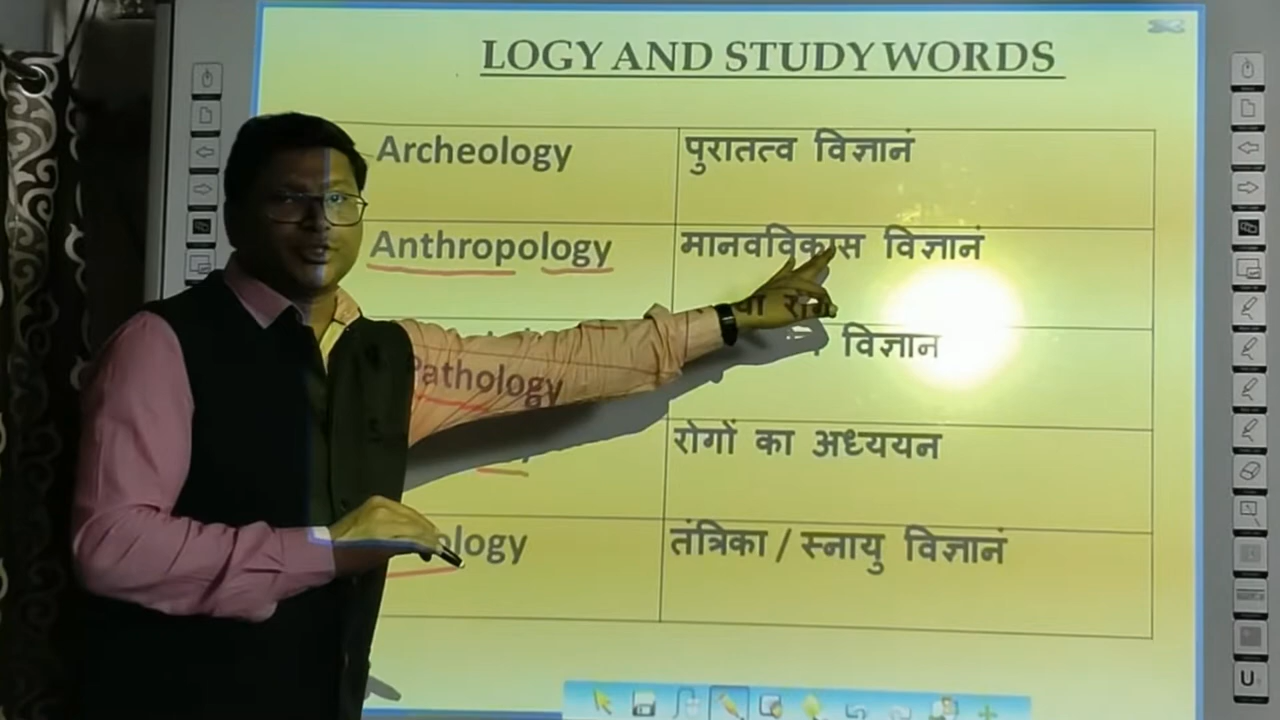 LOGY AND STUDY WORDS
Archeology पुरातत्व विज्ञानं
Anthropology मानवविकास विज्ञानं
विज्ञान
Pathology
रोगों का अध्ययन
ology तंत्रिका / स्नायु विज्ञानं
U